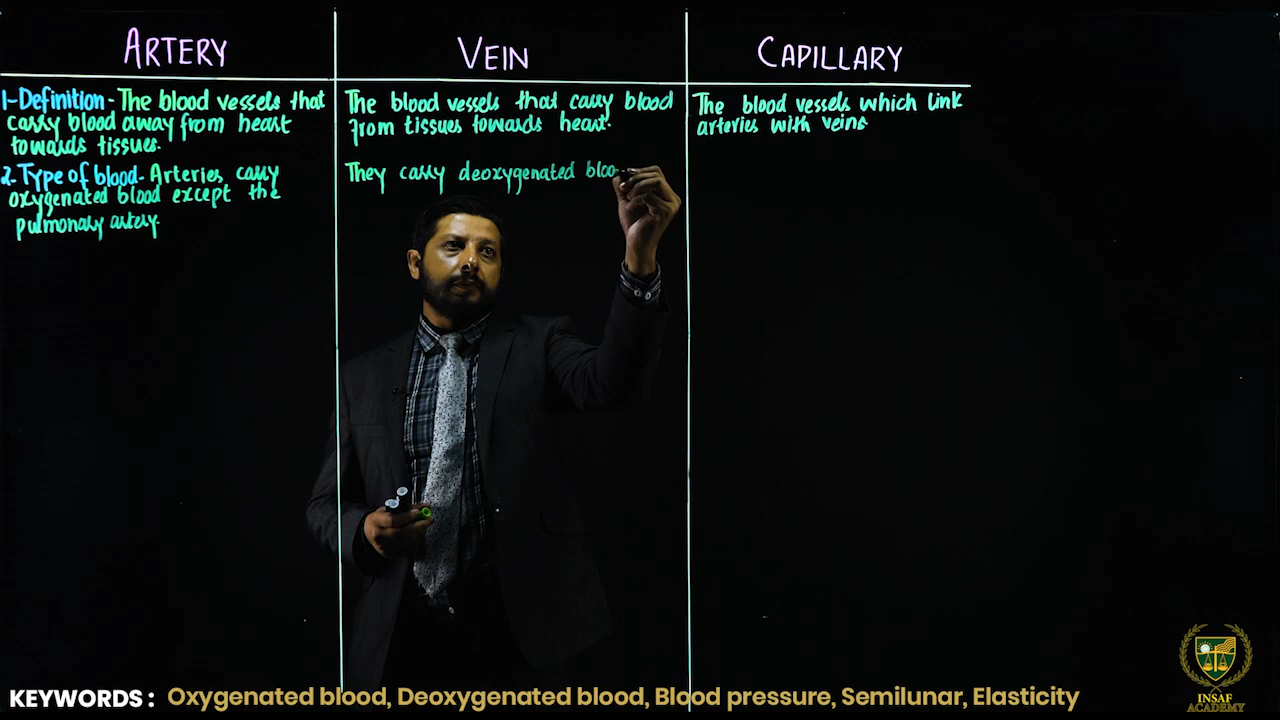 ARTERY
VEIN
CAPILLARY
1-Definition - The blood vessels that
carry blood away from heart
towards tissues.
2-Type of blood - Arteries carry
oxygenated blood except the
pulmonary artery.
The blood vessels that carry blood
from tissues towards heart.
They carry deoxygenated bloo
The blood vessels which link
arteries with veins
KEYWORDS : Oxygenated blood, Deoxygenated blood, Blood pressure, Semilunar, Elasticity
INSAF
ACADEMY